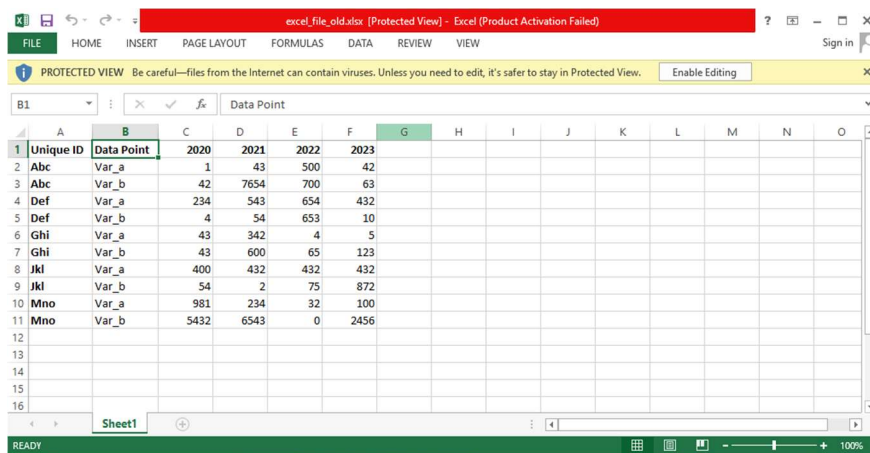 excel_file_old.xlsx [Protected View] - Excel (Product Activation Failed)
FILE HOME INSERT PAGE LAYOUT FORMULAS DATA REVIEW VIEW Sign in
PROTECTED VIEW Be careful—files from the Internet can contain viruses. Unless you need to edit, it's safer to stay in Protected View. Enable Editing
B1 fx Data Point
A B C D E F G H I J K L M N O
1 Unique ID Data Point 2020 2021 2022 2023
2 Abc Var_a 1 43 500 42
3 Abc Var_b 42 7654 700 63
4 Def Var_a 234 543 654 432
5 Def Var_b 4 54 653 10
6 Ghi Var_a 43 342 4 5
7 Ghi Var_b 43 600 65 123
8 Jkl Var_a 400 432 432 432
9 Jkl Var_b 54 2 75 872
10 Mno Var_a 981 234 32 100
11 Mno Var_b 5432 6543 0 2456
12
13
14
15
16
Sheet1
READY 100%